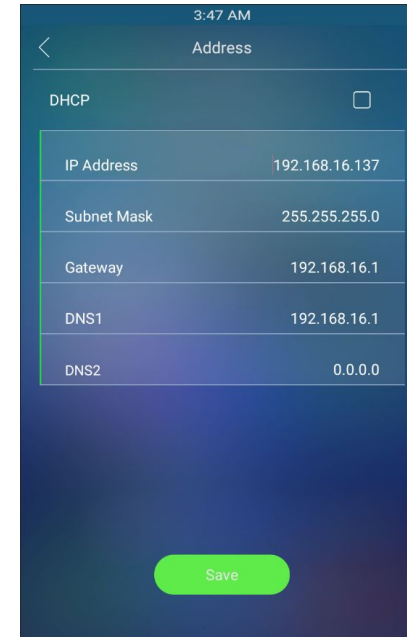 3:47 AM
Address
DHCP
IP Address 192.168.16.137
Subnet Mask 255.255.255.0
Gateway 192.168.16.1
DNS1 192.168.16.1
DNS2 0.0.0.0
Save